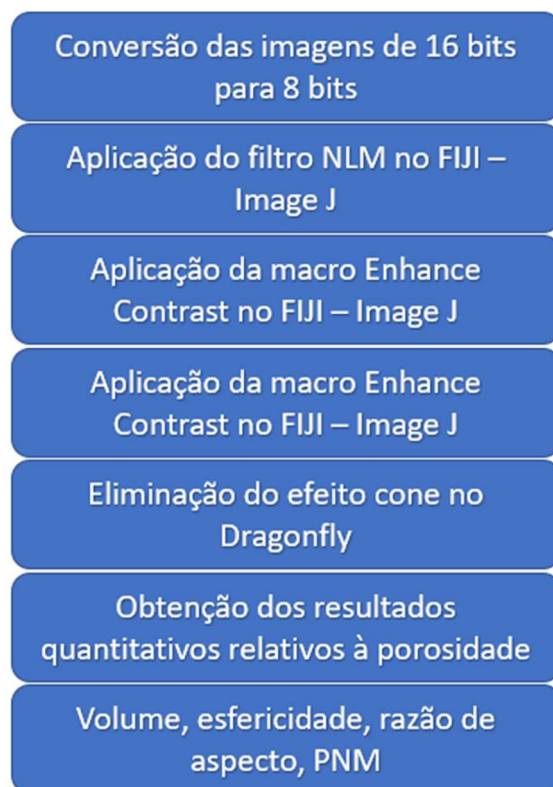 Conversão das imagens de 16 bits
para 8 bits
Aplicação do filtro NLM no FIJI –
Image J
Aplicação da macro Enhance
Contrast no FIJI – Image J
Aplicação da macro Enhance
Contrast no FIJI – Image J
Eliminação do efeito cone no
Dragonfly
Obtenção dos resultados
quantitativos relativos à porosidade
Volume, esfericidade, razão de
aspecto, PNM